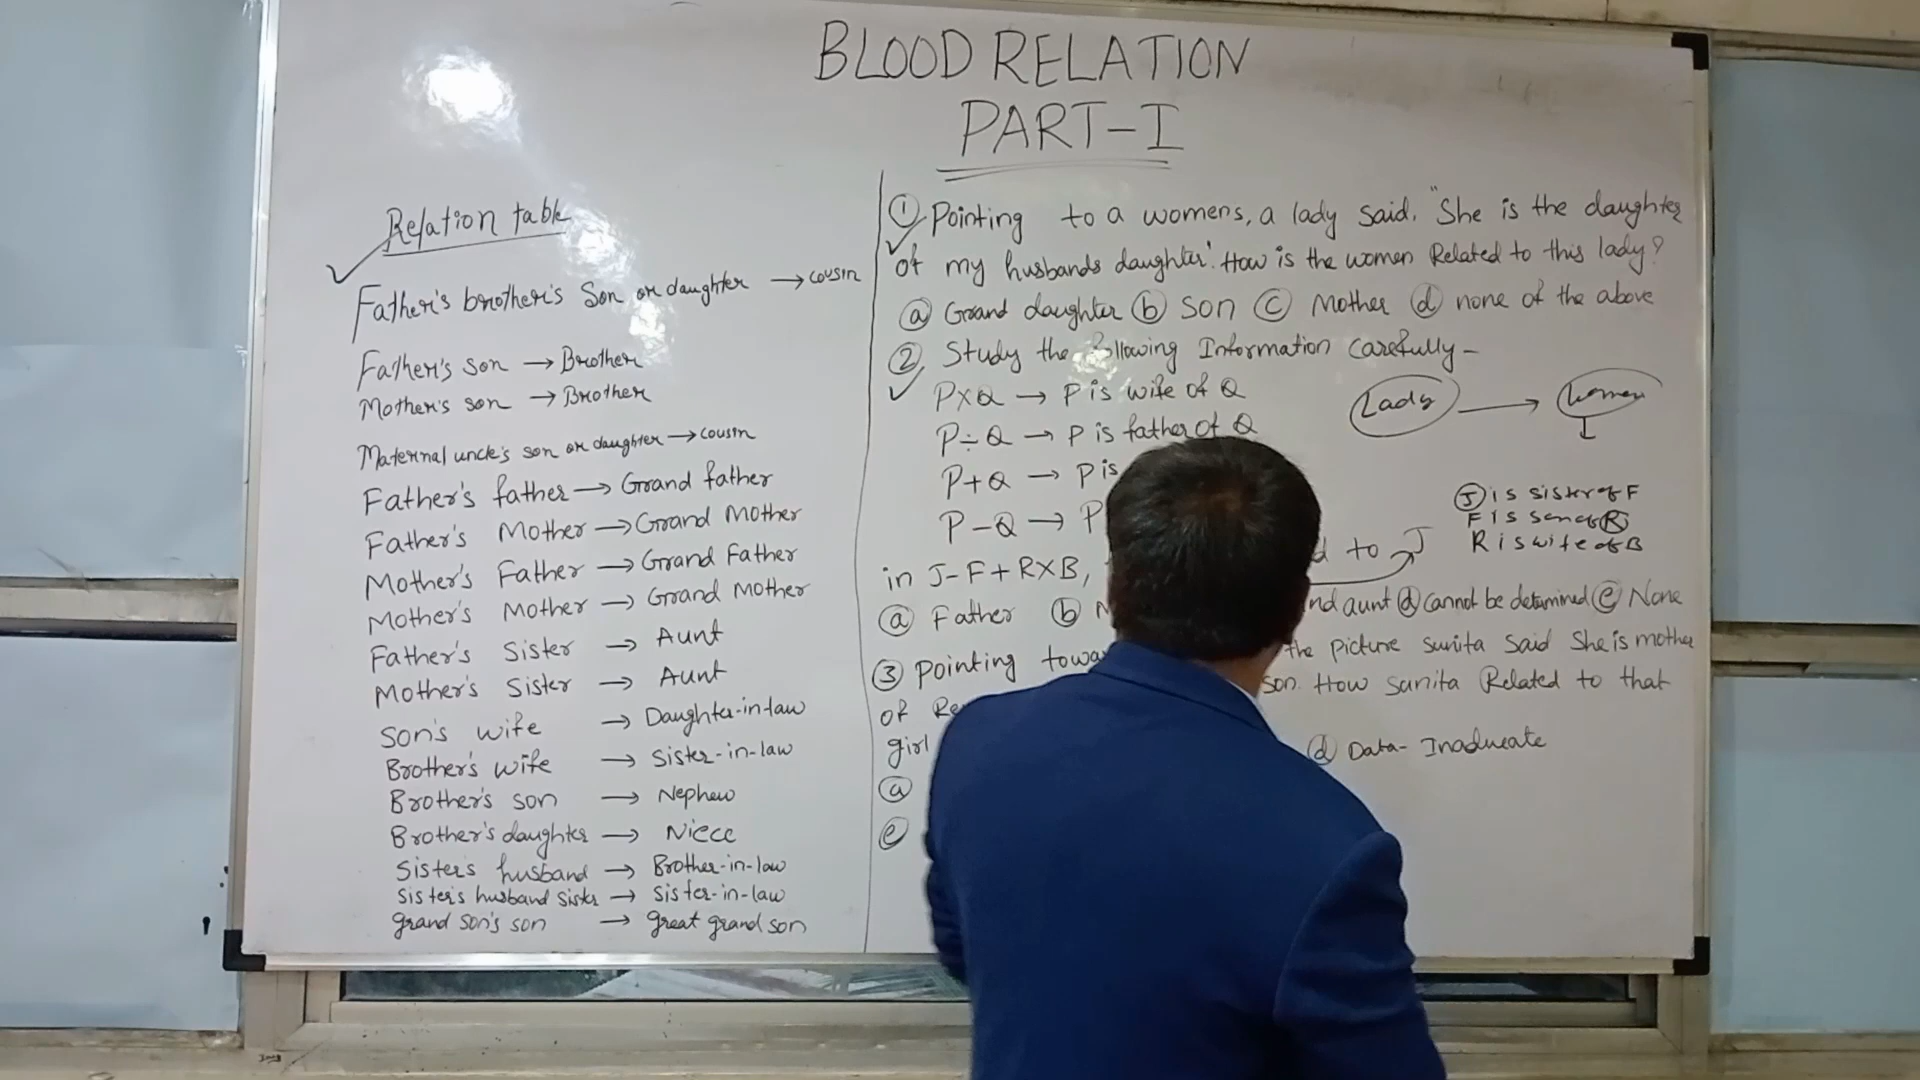 BLOOD RELATION
PART-I
Relation table
Father's brother's Son or daughter → cousin
Father's son → Brother
Mother's son → Brother
Maternal uncle's son or daughter → cousin
Father's father → Grand father
Father's Mother → Grand Mother
Mother's Father → Grand Father
Mother's Mother → Grand Mother
Father's Sister → Aunt
Mother's Sister → Aunt
Son's wife → Daughter-in-law
Brother's wife → Sister-in-law
Brother's son → Nephew
Brother's daughter → Niece
Sister's husband → Brother-in-law
Sister's husband Sister → Sister-in-law
grand son's son → great grand son
① Pointing to a womens, a lady said, "She is the daughter
of my husbands daughter". How is the women Related to this lady?
ⓐ Grand daughter ⓑ Son ⓒ Mother ⓓ none of the above
② Study the following Information carefully -
P×Q → P is wife of Q
P÷Q → P is father of Q
P+Q → P is
P-Q → P
Lady → women
I
J is sister of F
F is son of R
R is wife of B
in J-F+R×B, to J
ⓐ Father ⓑ aunt ⓓ cannot be determined ⓔ None
③ pointing the picture sunita said She is mother
of son. How sunita Related to that
girl
ⓐ ⓓ Data- Inaducate
ⓔ